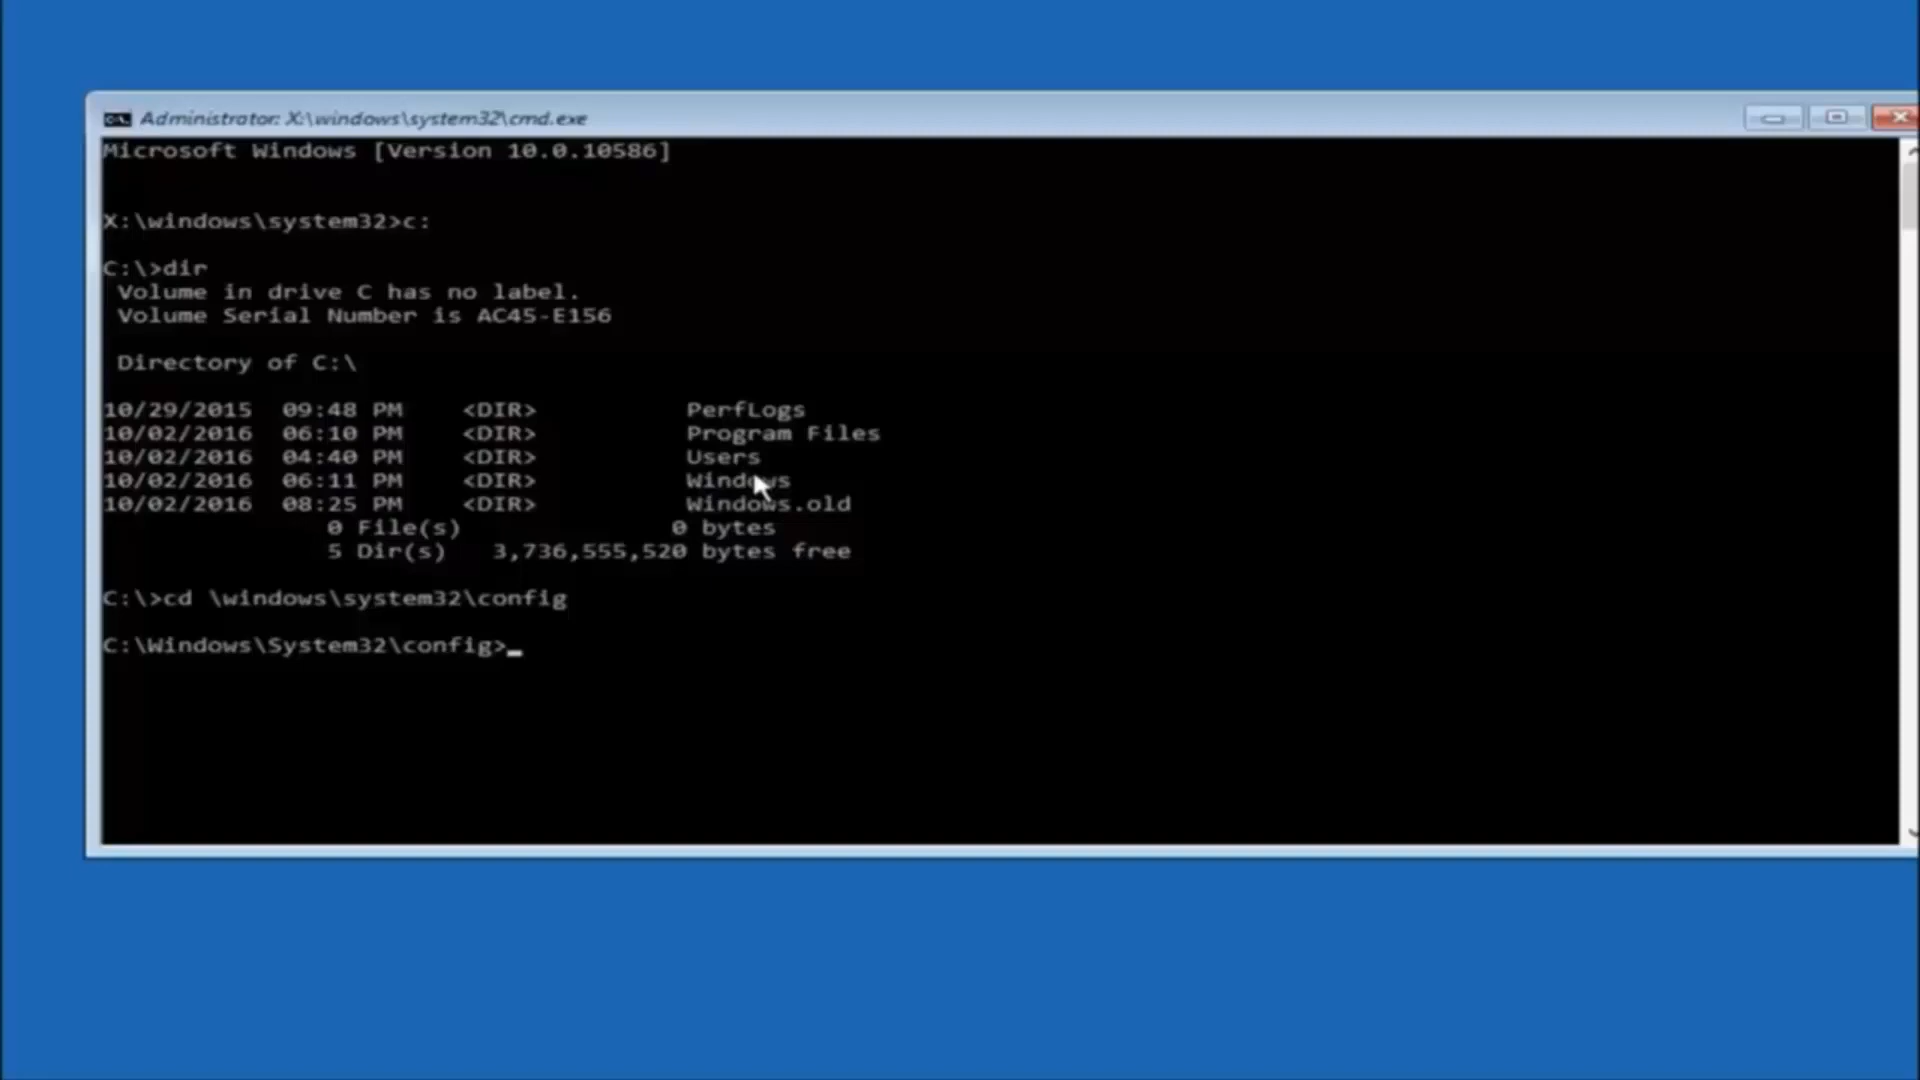 Administrator: X:\windows\system32\cmd.exe
Microsoft Windows [Version 10.0.10586]
X:\windows\system32>c:
C:\>dir
Volume in drive C has no label.
Volume Serial Number is AC45-E156
Directory of C:\
10/29/2015 09:48 PM <DIR> PerfLogs
10/02/2016 06:10 PM <DIR> Program Files
10/02/2016 04:40 PM <DIR> Users
10/02/2016 06:11 PM <DIR> Windows
10/02/2016 08:25 PM <DIR> Windows.old
0 File(s) 0 bytes
5 Dir(s) 3,736,555,520 bytes free
C:\>cd \windows\system32\config
C:\Windows\System32\config>_